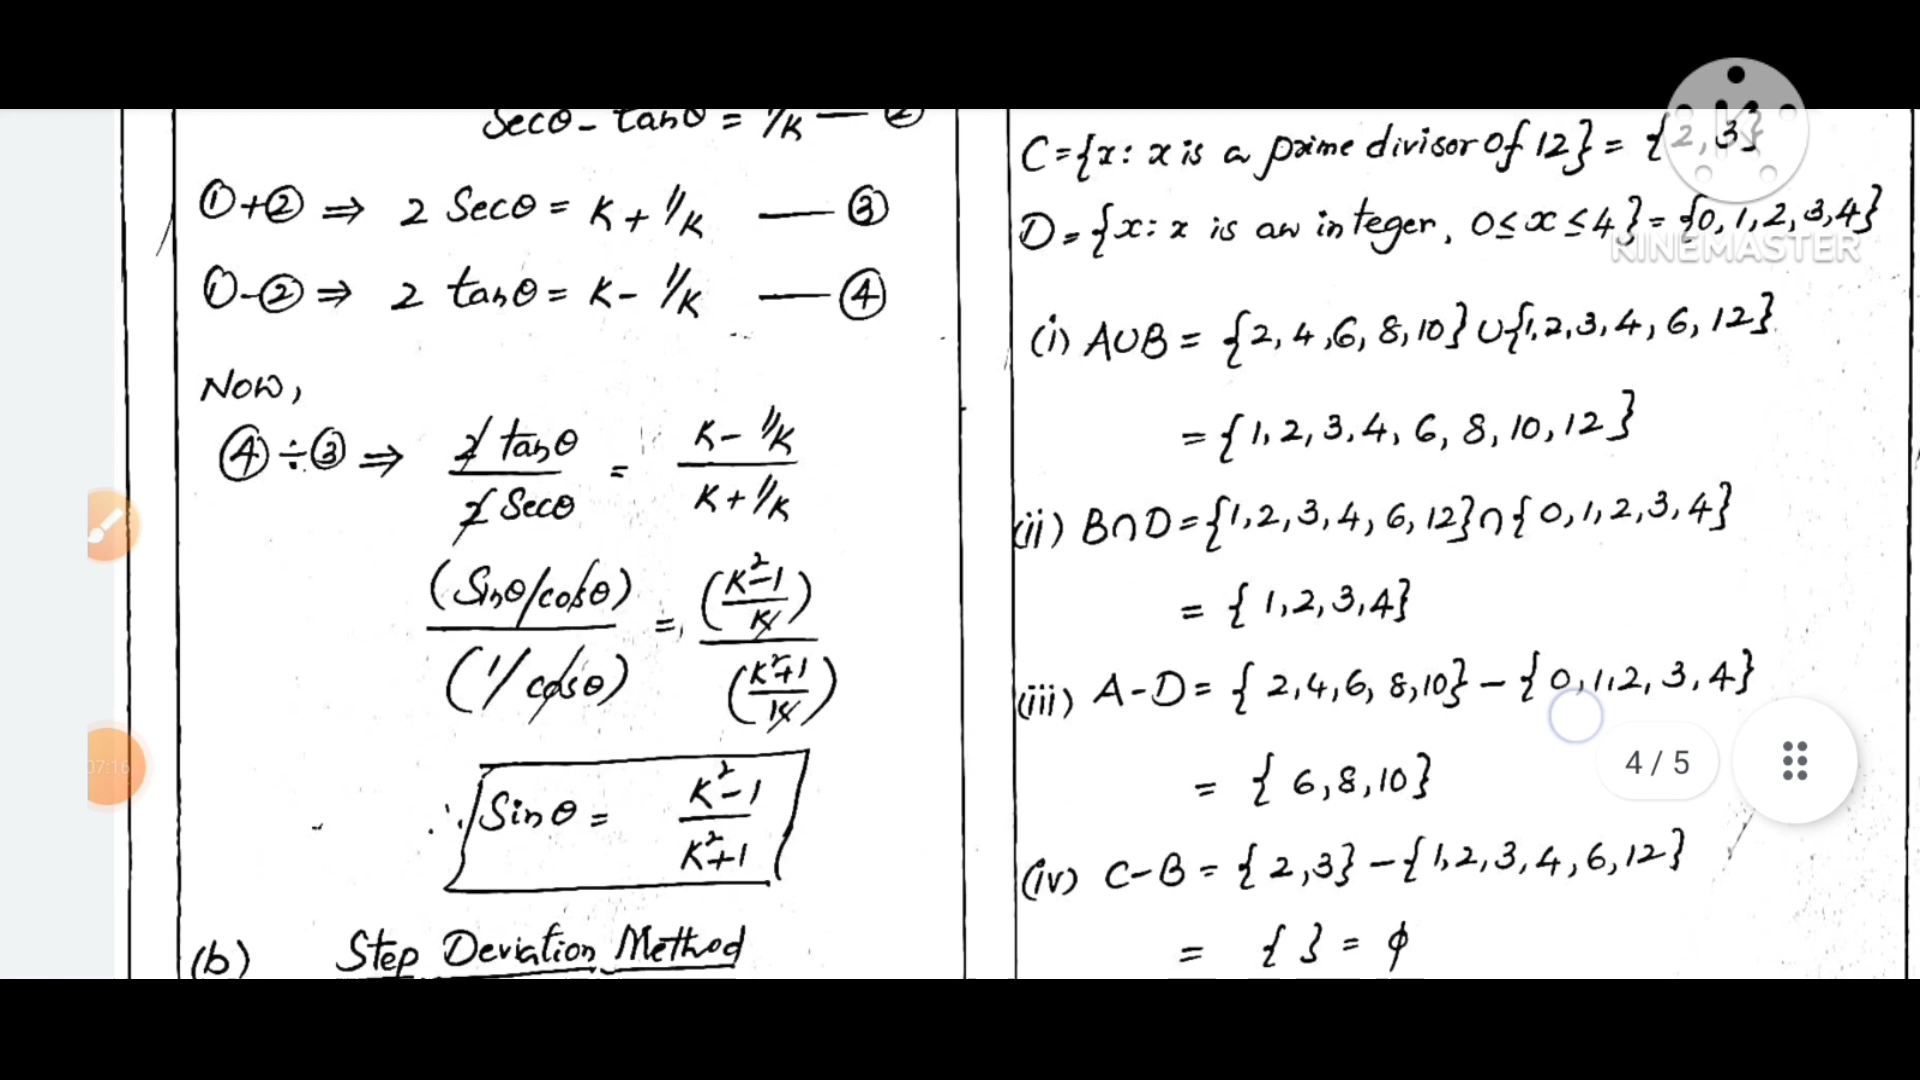 Secθ - tanθ = 1/K — ②
①+② ⇒ 2 Secθ = K + 1/K — ③
①-② ⇒ 2 tanθ = K - 1/K — ④
Now,
④÷③ ⇒ 2 tanθ / 2 Secθ = (K - 1/K) / (K + 1/K)
(Sinθ/cosθ) / (1/cosθ) = ((K²-1)/K) / ((K²+1)/K)
∴ Sinθ = (K²-1) / (K²+1)
(b) Step Deviation Method
C={x: x is a prime divisor of 12} = {2, 3}
D={x: x is an integer, 0≤x≤4} = {0,1,2,3,4}
KINEMASTER
(i) A∪B = {2,4,6,8,10} ∪ {1,2,3,4,6,12}
= {1,2,3,4,6,8,10,12}
(ii) B∩D={1,2,3,4,6,12}∩{0,1,2,3,4}
= {1,2,3,4}
(iii) A-D = {2,4,6,8,10} - {0,1,2,3,4}
= {6,8,10}
(iv) C-B = {2,3} - {1,2,3,4,6,12}
= { } = ϕ
4 / 5
07:16
K